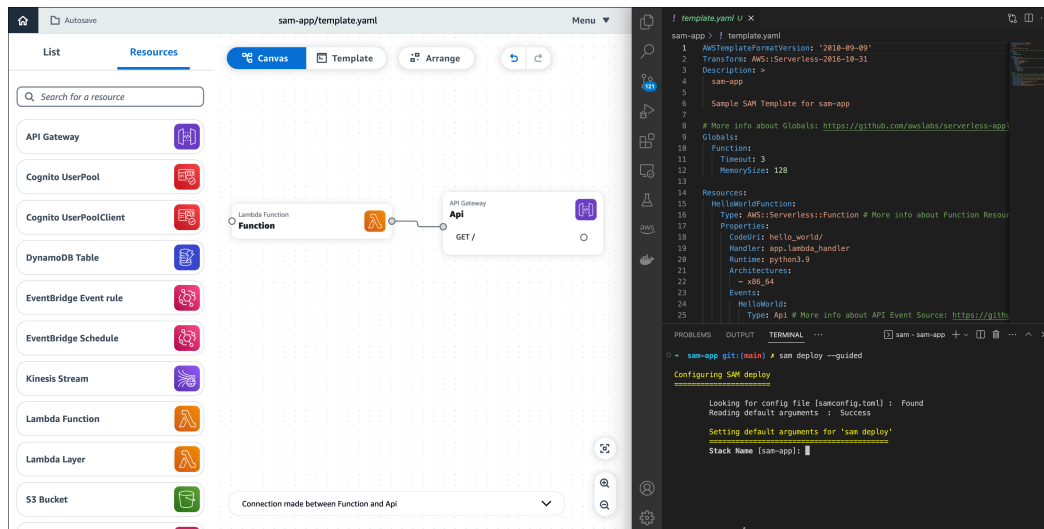 Autosave
sam-app/template.yaml
Menu
List
Resources
Canvas
Template
Arrange
Search for a resource
API Gateway
Cognito UserPool
Cognito UserPoolClient
DynamoDB Table
EventBridge Event rule
EventBridge Schedule
Kinesis Stream
Lambda Function
Lambda Layer
S3 Bucket
Lambda Function
Function
API Gateway
Api
GET /
Connection made between Function and Api
121
aws
! template.yaml U ×
sam-app > ! template.yaml
1 AWSTemplateFormatVersion: '2010-09-09'
2 Transform: AWS::Serverless-2016-10-31
3 Description: >
4 sam-app
5
6 Sample SAM Template for sam-app
7
8 # More info about Globals: https://github.com/awslabs/serverless-appl
9 Globals:
10 Function:
11 Timeout: 3
12 MemorySize: 128
13
14 Resources:
15 HelloWorldFunction:
16 Type: AWS::Serverless::Function # More info about Function Resour
17 Properties:
18 CodeUri: hello_world/
19 Handler: app.lambda_handler
20 Runtime: python3.9
21 Architectures:
22 - x86_64
23 Events:
24 HelloWorld:
25 Type: Api # More info about API Event Source: https://githu
PROBLEMS OUTPUT TERMINAL ··· sam - sam-app
→ sam-app git:(main) ✗ sam deploy --guided
Configuring SAM deploy
======================
Looking for config file [samconfig.toml] : Found
Reading default arguments : Success
Setting default arguments for 'sam deploy'
=========================================
Stack Name [sam-app]: